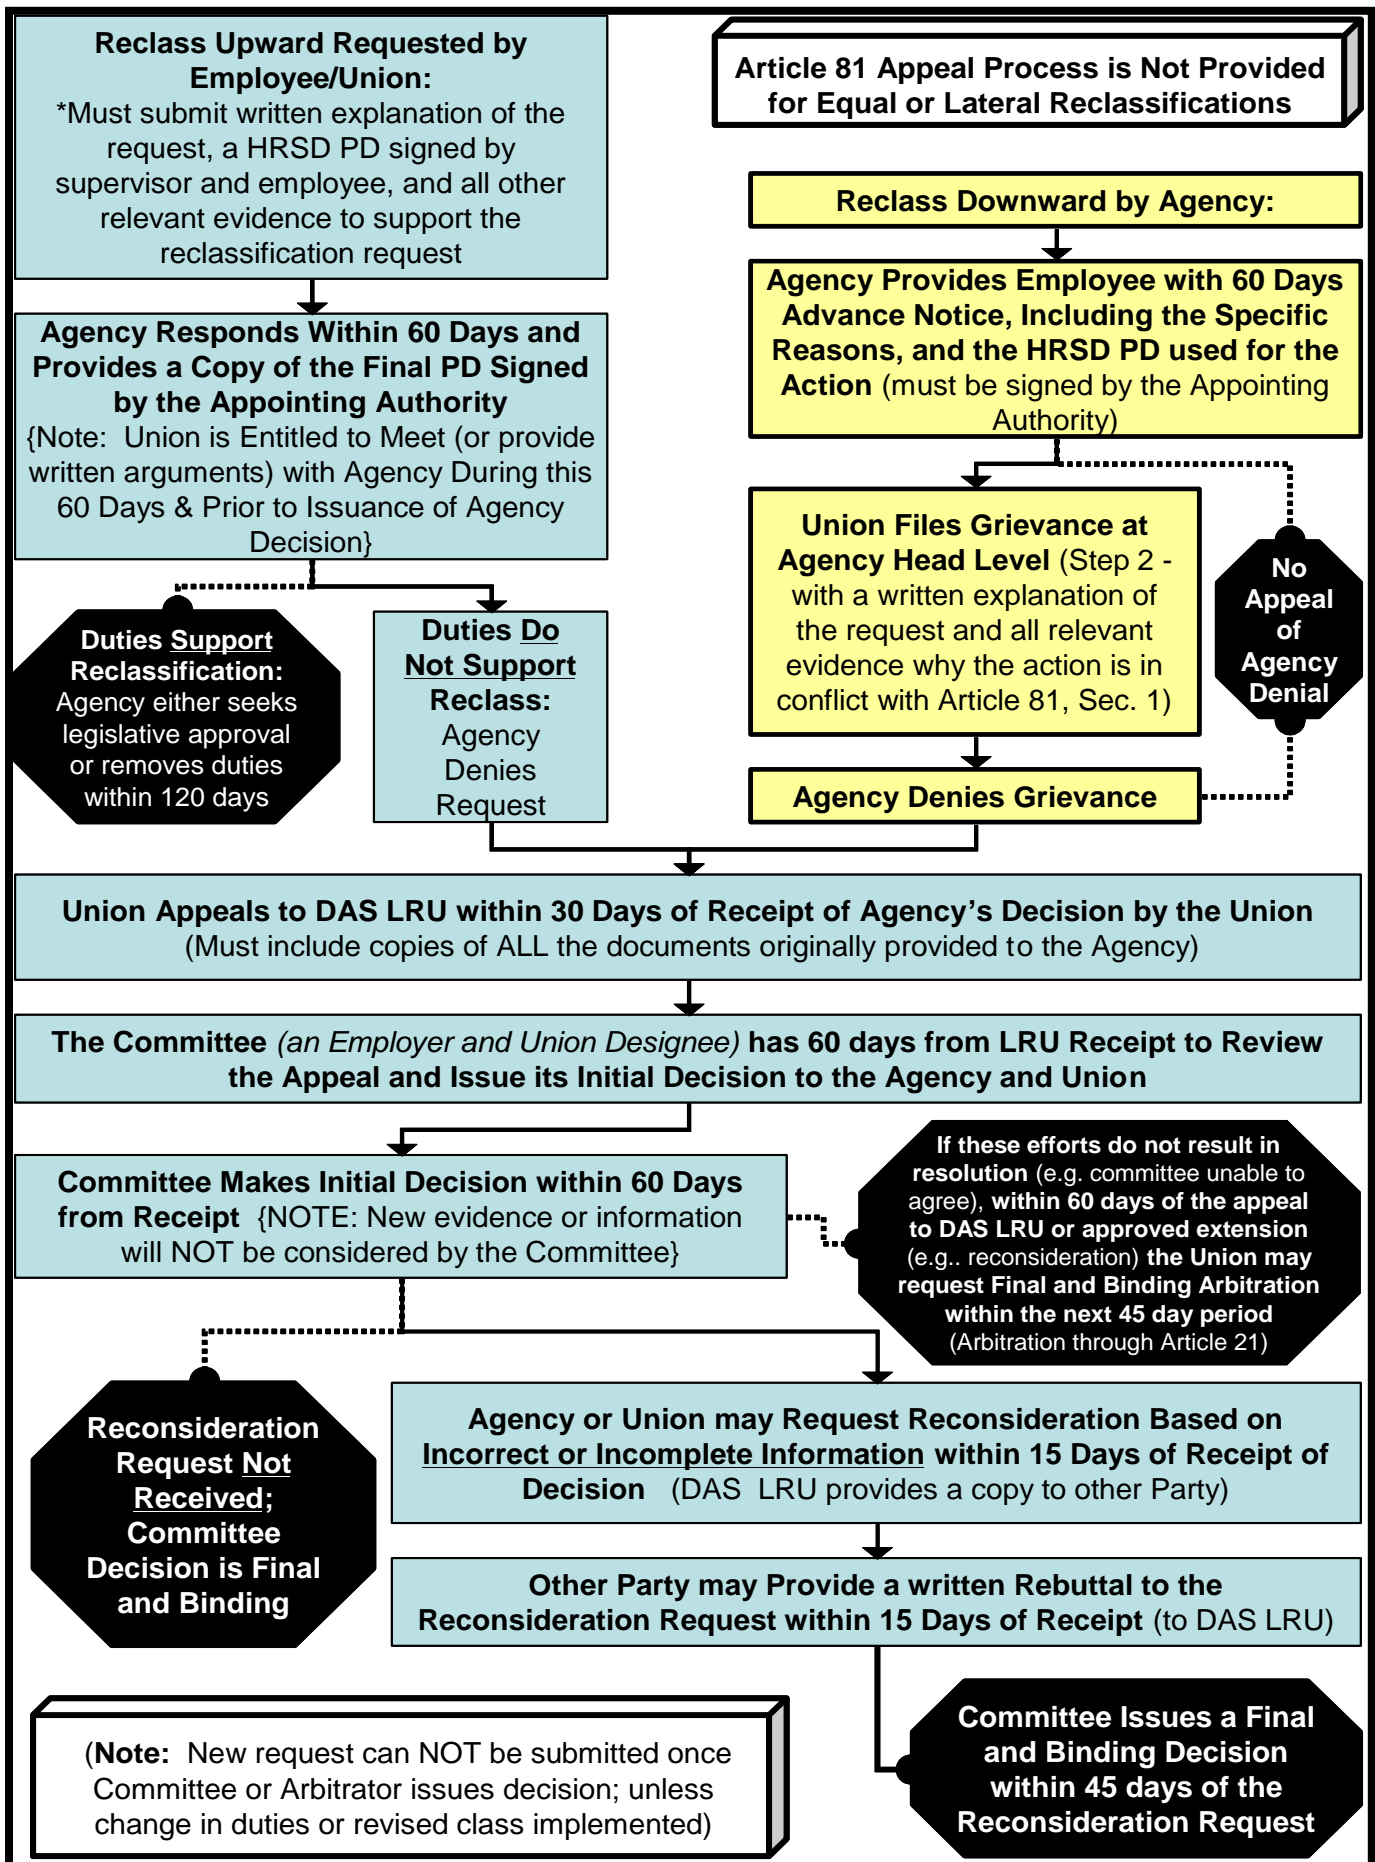 Reclass Upward Requested by
Employee/Union:
*Must submit written explanation of the
request, a HRSD PD signed by
supervisor and employee, and all other
relevant evidence to support the
reclassification request
Article 81 Appeal Process is Not Provided
for Equal or Lateral Reclassifications
Reclass Downward by Agency:
Agency Provides Employee with 60 Days
Advance Notice, Including the Specific
Reasons, and the HRSD PD used for the
Action (must be signed by the Appointing
Authority)
Agency Responds Within 60 Days and
Provides a Copy of the Final PD Signed
by the Appointing Authority
{Note:  Union is Entitled to Meet (or provide
written arguments) with Agency During this
60 Days & Prior to Issuance of Agency
Decision}
Union Files Grievance at
Agency Head Level (Step 2 -
with a written explanation of
the request and all relevant
evidence why the action is in
conflict with Article 81, Sec. 1)
No
Appeal
of
Agency
Denial
Duties Support
Reclassification:
Agency either seeks
legislative approval
or removes duties
within 120 days
Duties Do
Not Support
Reclass:
Agency
Denies
Request
Agency Denies Grievance
Union Appeals to DAS LRU within 30 Days of Receipt of Agency’s Decision by the Union
(Must include copies of ALL the documents originally provided to the Agency)
The Committee (an Employer and Union Designee) has 60 days from LRU Receipt to Review
the Appeal and Issue its Initial Decision to the Agency and Union
Committee Makes Initial Decision within 60 Days
from Receipt  {NOTE: New evidence or information
will NOT be considered by the Committee}
If these efforts do not result in
resolution (e.g. committee unable to
agree), within 60 days of the appeal
to DAS LRU or approved extension
(e.g.. reconsideration) the Union may
request Final and Binding Arbitration
within the next 45 day period
(Arbitration through Article 21)
Reconsideration
Request Not
Received;
Committee
Decision is Final
and Binding
Agency or Union may Request Reconsideration Based on
Incorrect or Incomplete Information within 15 Days of Receipt of
Decision   (DAS  LRU provides a copy to other Party)
Other Party may Provide a written Rebuttal to the
Reconsideration Request within 15 Days of Receipt (to DAS LRU)
(Note:  New request can NOT be submitted once
Committee or Arbitrator issues decision; unless
change in duties or revised class implemented)
Committee Issues a Final
and Binding Decision
within 45 days of the
Reconsideration Request